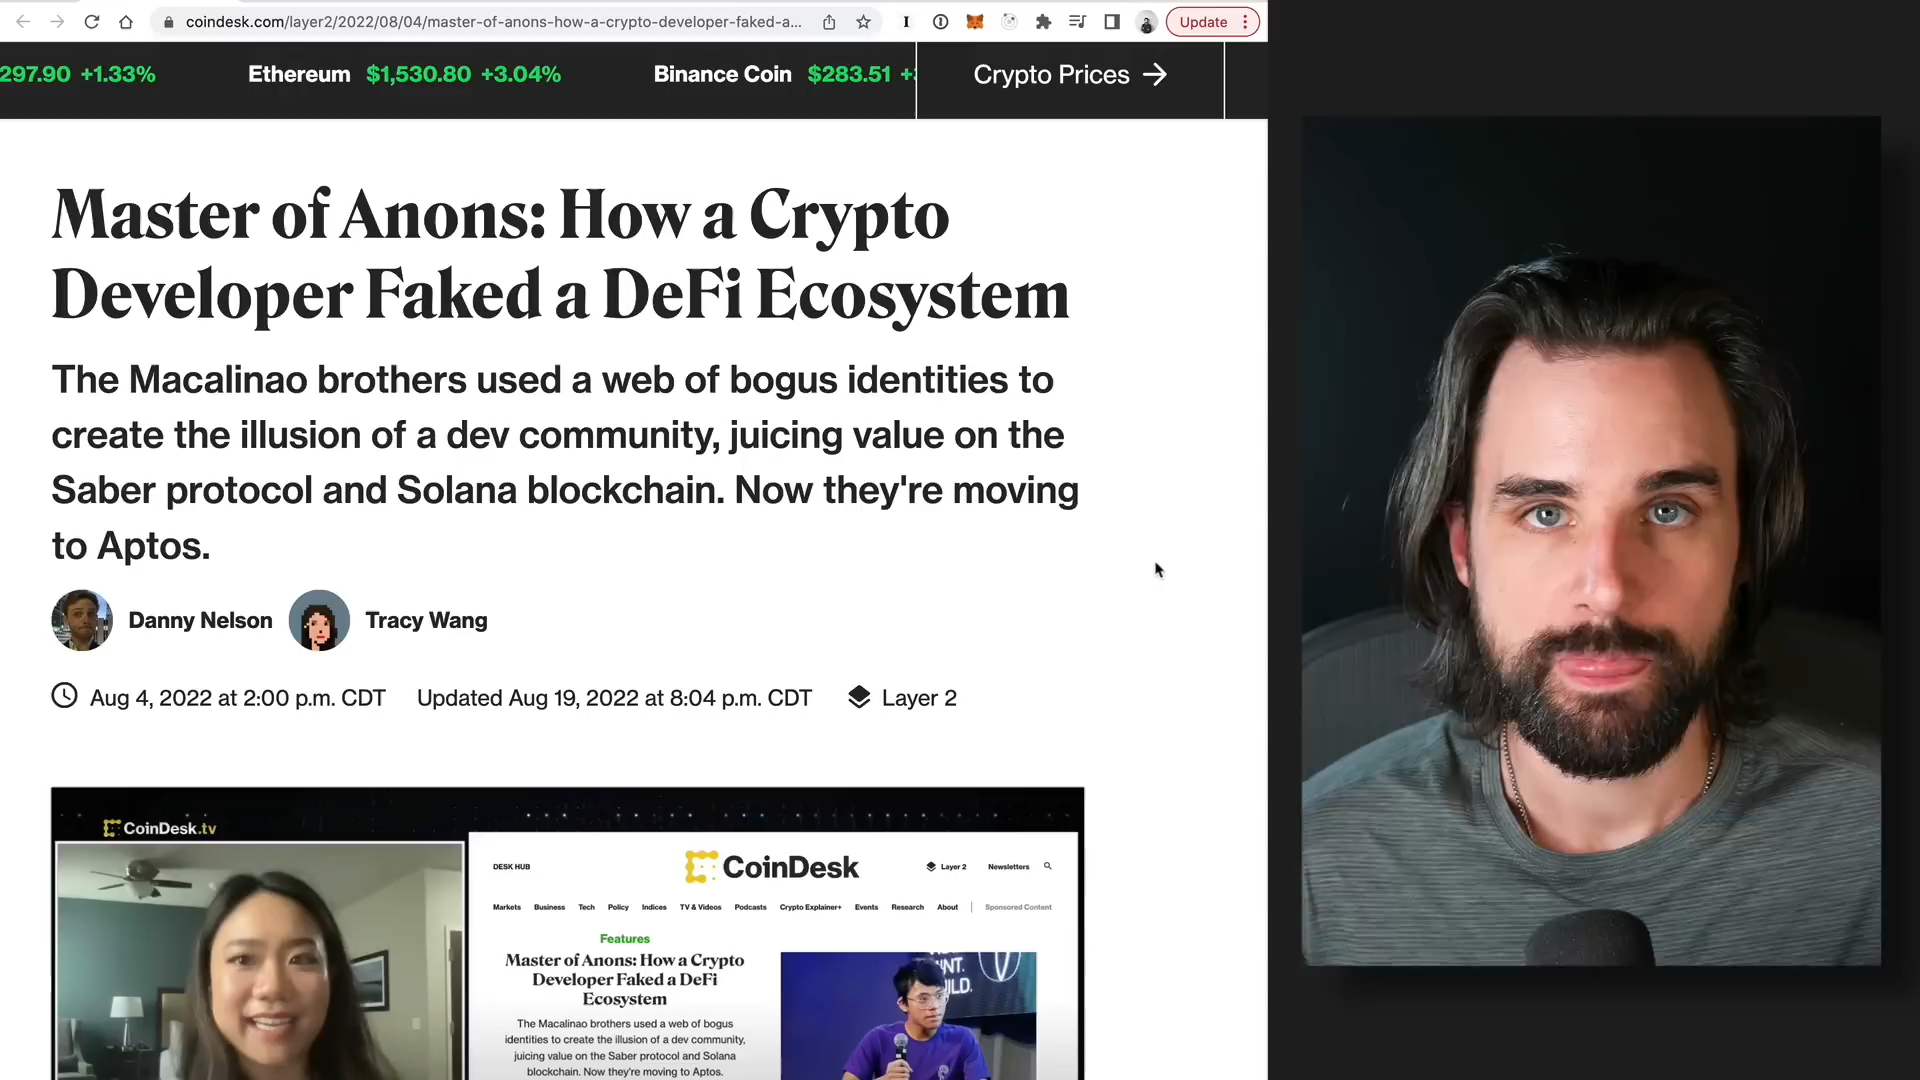 coindesk.com/layer2/2022/08/04/master-of-anons-how-a-crypto-developer-faked-a...
Update
297.90 +1.33%
Ethereum $1,530.80 +3.04%
Binance Coin $283.51 +
Crypto Prices →
Master of Anons: How a Crypto
Developer Faked a DeFi Ecosystem
The Macalinao brothers used a web of bogus identities to
create the illusion of a dev community, juicing value on the
Saber protocol and Solana blockchain. Now they're moving
to Aptos.
Danny Nelson
Tracy Wang
Aug 4, 2022 at 2:00 p.m. CDT
Updated Aug 19, 2022 at 8:04 p.m. CDT
Layer 2
CoinDesk.tv
DESK HUB
CoinDesk
Layer 2
Newsletters
Markets Business Tech Policy Indices TV & Videos Podcasts Crypto Explainer+ Events Research About | Sponsored Content
Features
Master of Anons: How a Crypto
Developer Faked a DeFi
Ecosystem
The Macalinao brothers used a web of bogus
identities to create the illusion of a dev community,
juicing value on the Saber protocol and Solana
blockchain. Now they're moving to Aptos.